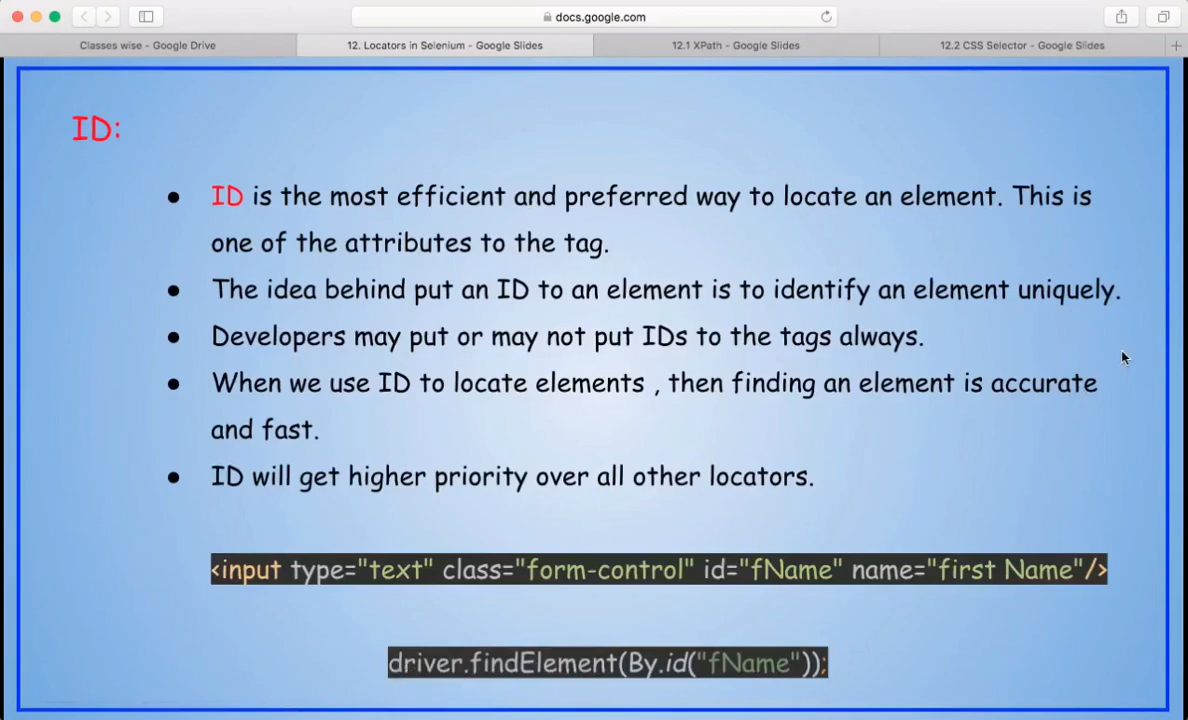 docs.google.com
Classes wise - Google Drive
12. Locators in Selenium - Google Slides
12.1 XPath - Google Slides
12.2 CSS Selector - Google Slides
ID:
● ID is the most efficient and preferred way to locate an element. This is
one of the attributes to the tag.
● The idea behind put an ID to an element is to identify an element uniquely.
● Developers may put or may not put IDs to the tags always.
● When we use ID to locate elements , then finding an element is accurate
and fast.
● ID will get higher priority over all other locators.
<input type="text" class="form-control" id="fName" name="first Name"/>
driver.findElement(By.id("fName"));